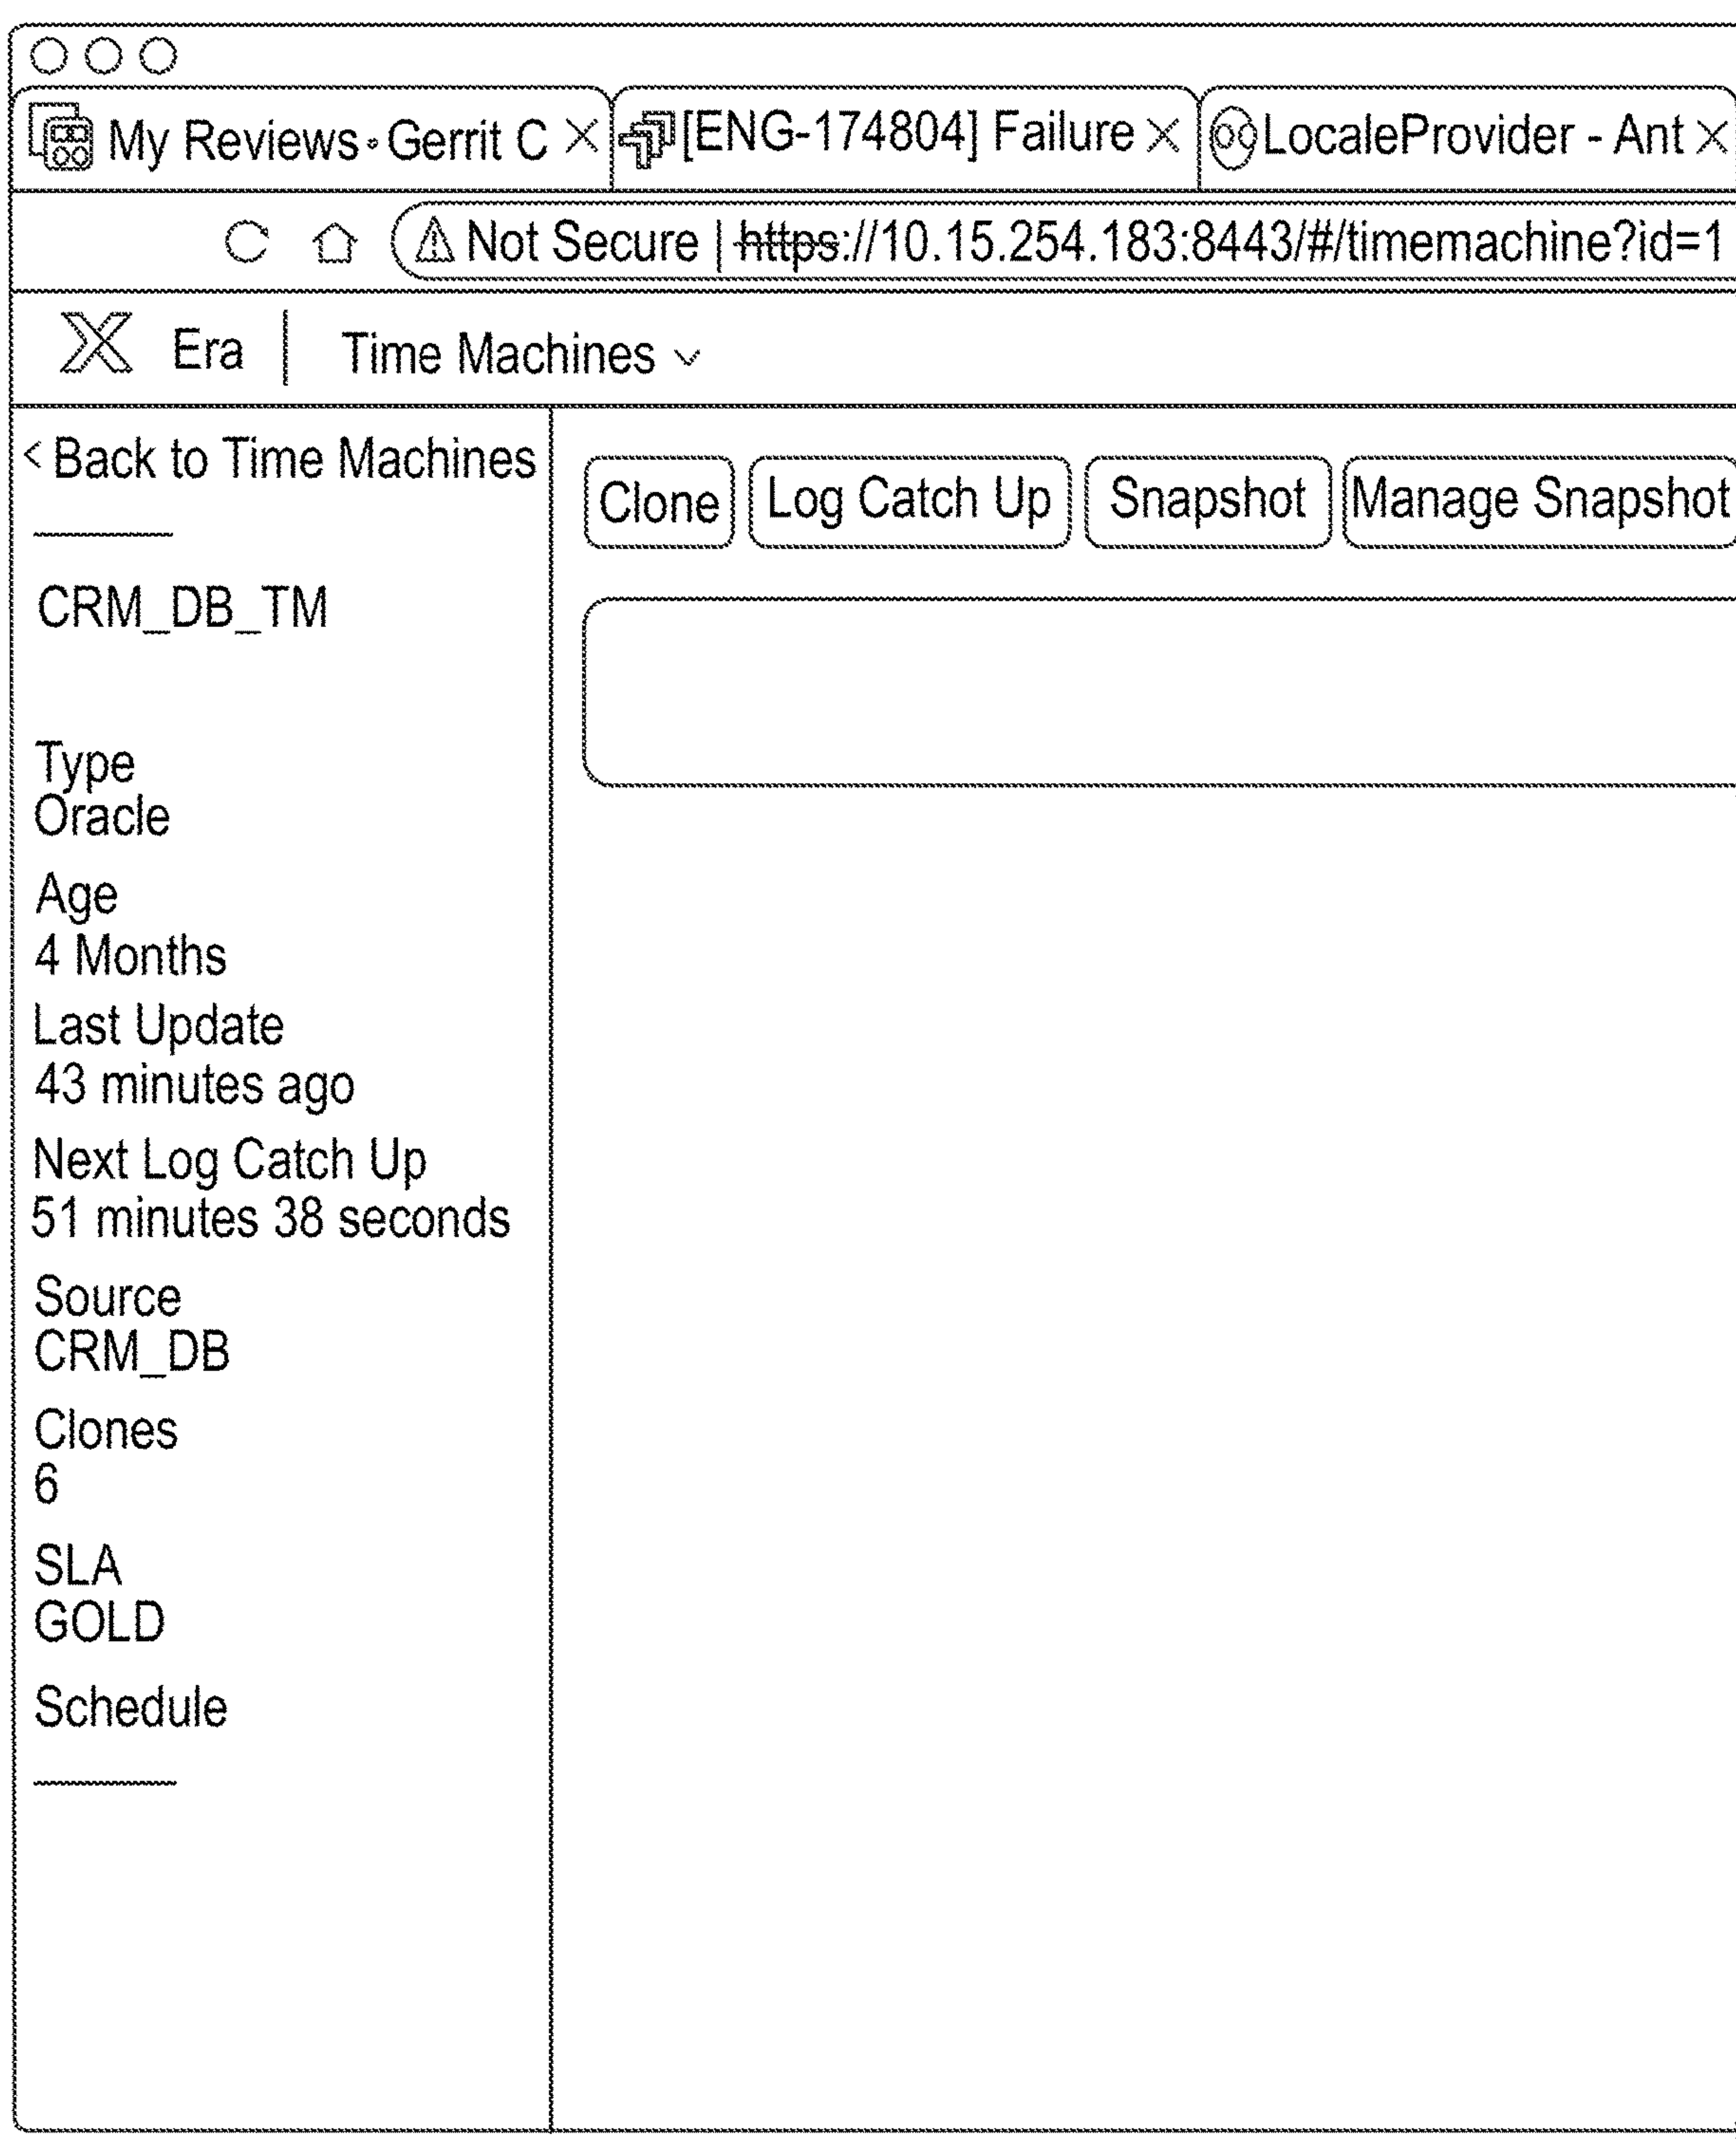 My Reviews · Gerrit C
[ENG-174804] Failure
LocaleProvider - Ant
Not Secure | https://10.15.254.183:8443/#/timemachine?id=1
Era | Time Machines
< Back to Time Machines
Clone
Log Catch Up
Snapshot
Manage Snapshot
CRM_DB_TM
Type
Oracle
Age
4 Months
Last Update
43 minutes ago
Next Log Catch Up
51 minutes 38 seconds
Source
CRM_DB
Clones
6
SLA
GOLD
Schedule